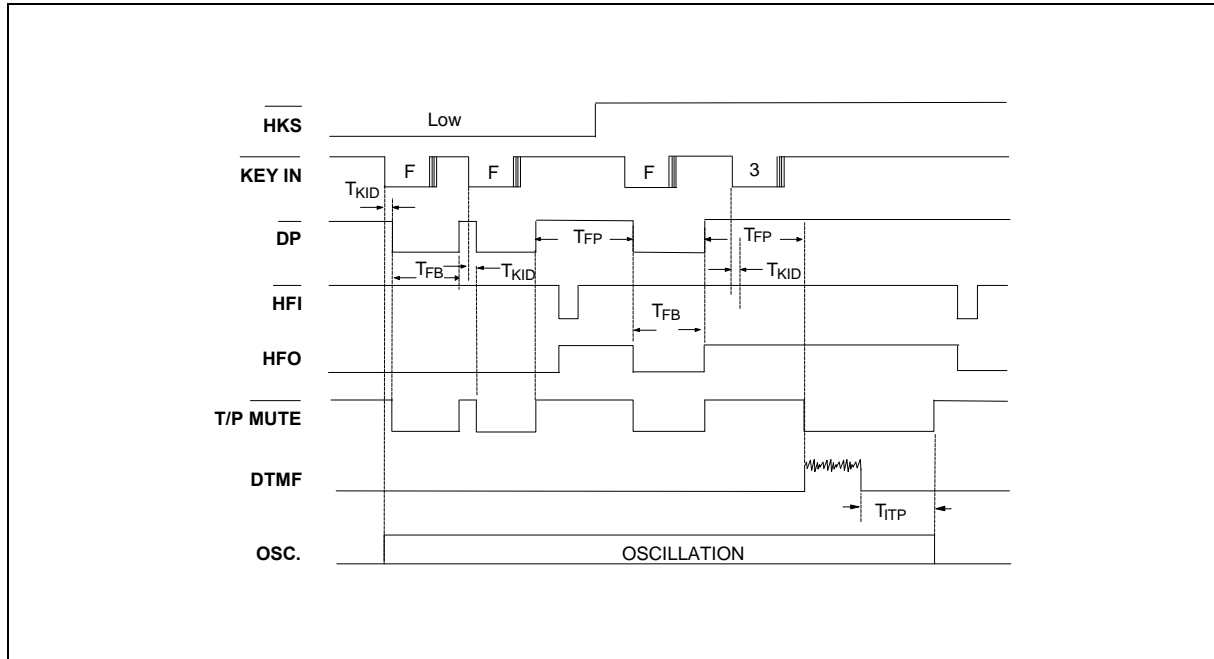 HKS Low
KEY IN F F F 3
TKID
DP TFP TFP
TFB TKID TKID
HFI
TFB
HFO
T/P MUTE
DTMF
TITP
OSC. OSCILLATION